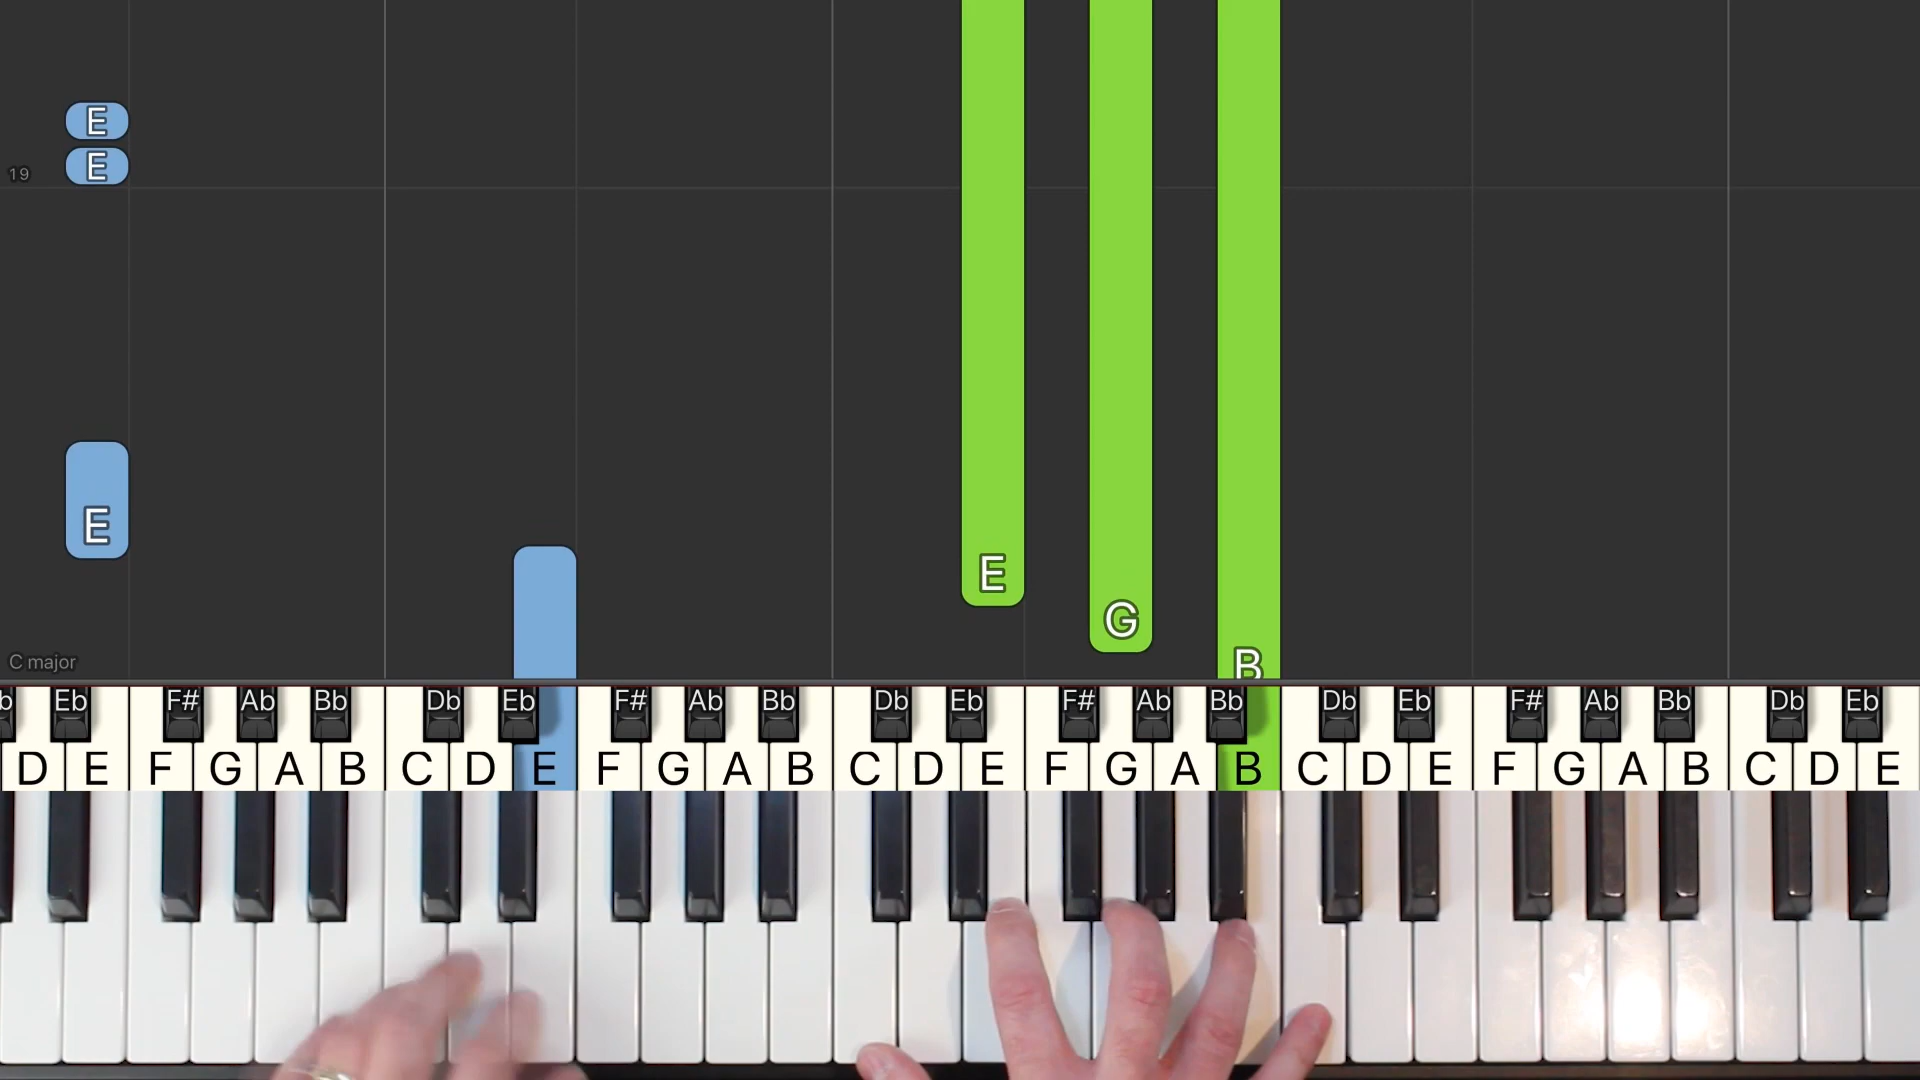 E
E
19
E
E
G
B
C major
b Eb F# Ab Bb Db Eb F# Ab Bb Db Eb F# Ab Bb Db Eb F# Ab Bb Db Eb
D E F G A B C D E F G A B C D E F G A B C D E F G A B C D E